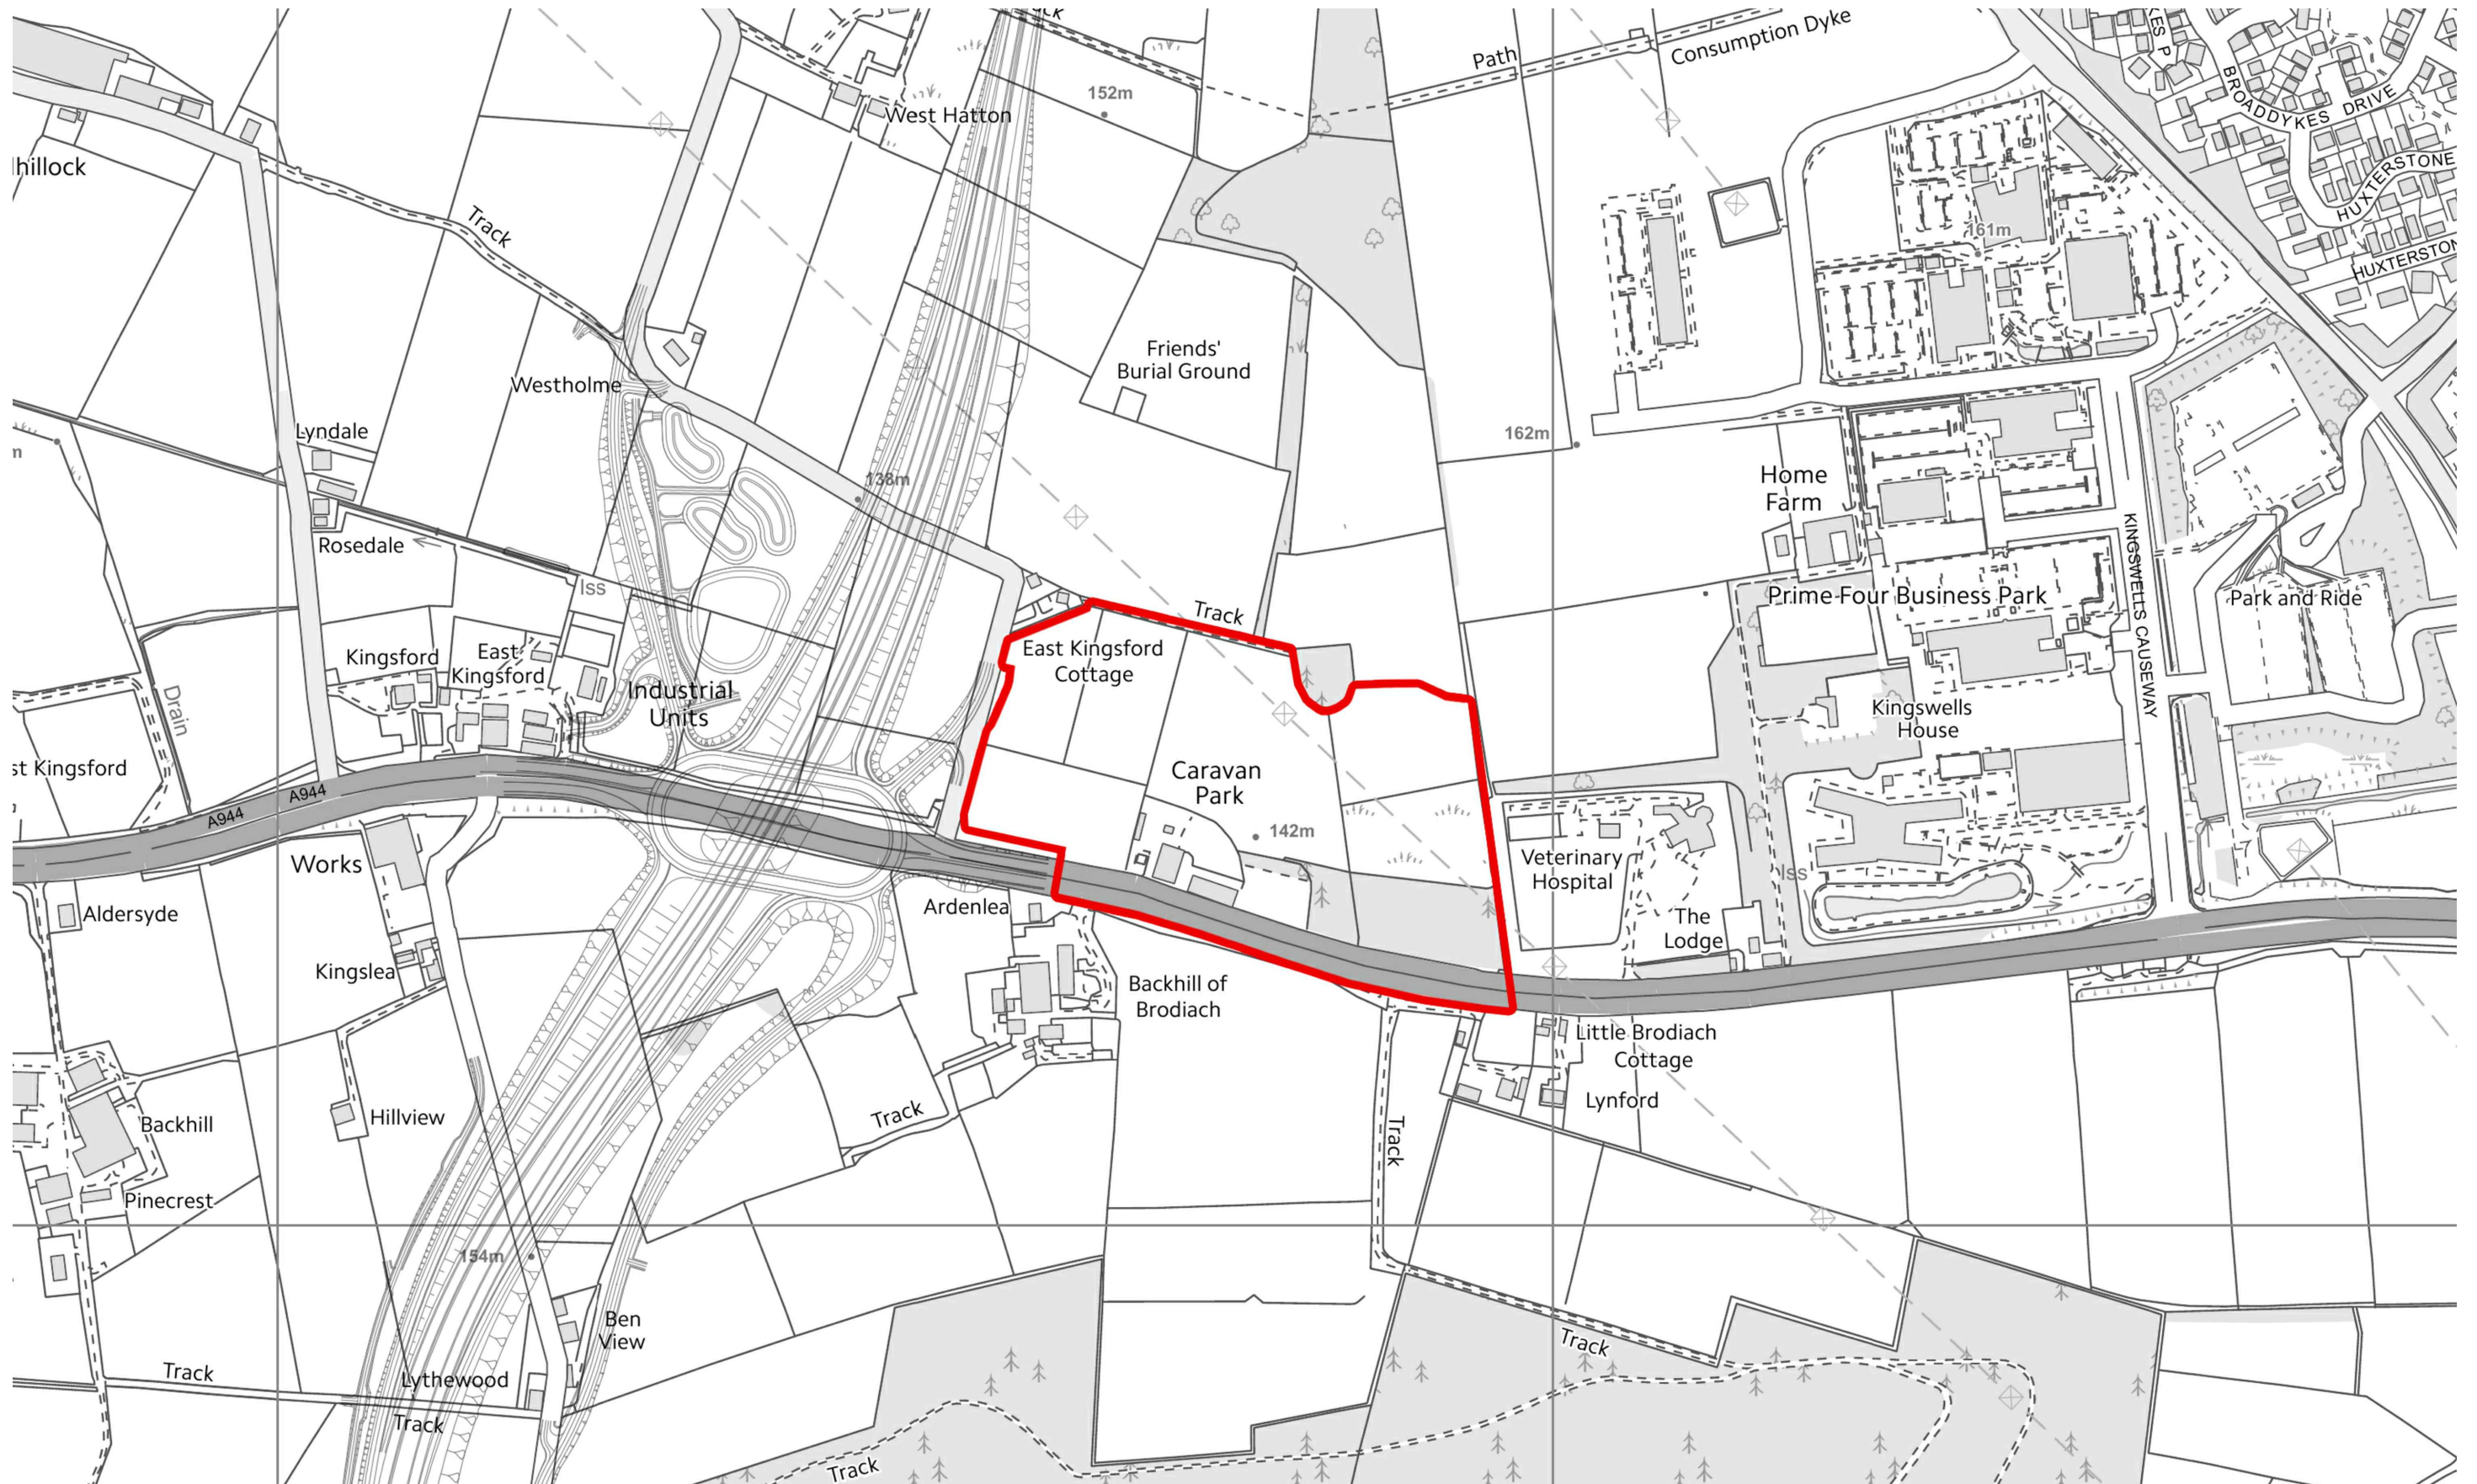 Path
Consumption Dyke
BROADDYKES DRIVE
152m
West Hatton
hillock
HUXTERSTONE
Track
161m
Friends'
Burial Ground
Westholme
Lyndale
162m
138m
Home
Farm
Rosedale
KINGSWELLS CAUSEWAY
Iss
Prime Four Business Park
Park and Ride
Track
East Kingsford
Cottage
Kingsford
East
Kingsford
Industrial
Units
Drain
Kingswells
House
st Kingsford
Caravan
Park
A944
A944
142m
Works
Veterinary
Hospital
Iss
Aldersyde
Ardenlea
The
Lodge
Kingslea
Backhill of
Brodiach
Little Brodiach
Cottage
Lynford
Hillview
Track
Backhill
Track
Pinecrest
154m
Ben
View
Track
Track
Lythewood
Track
Track